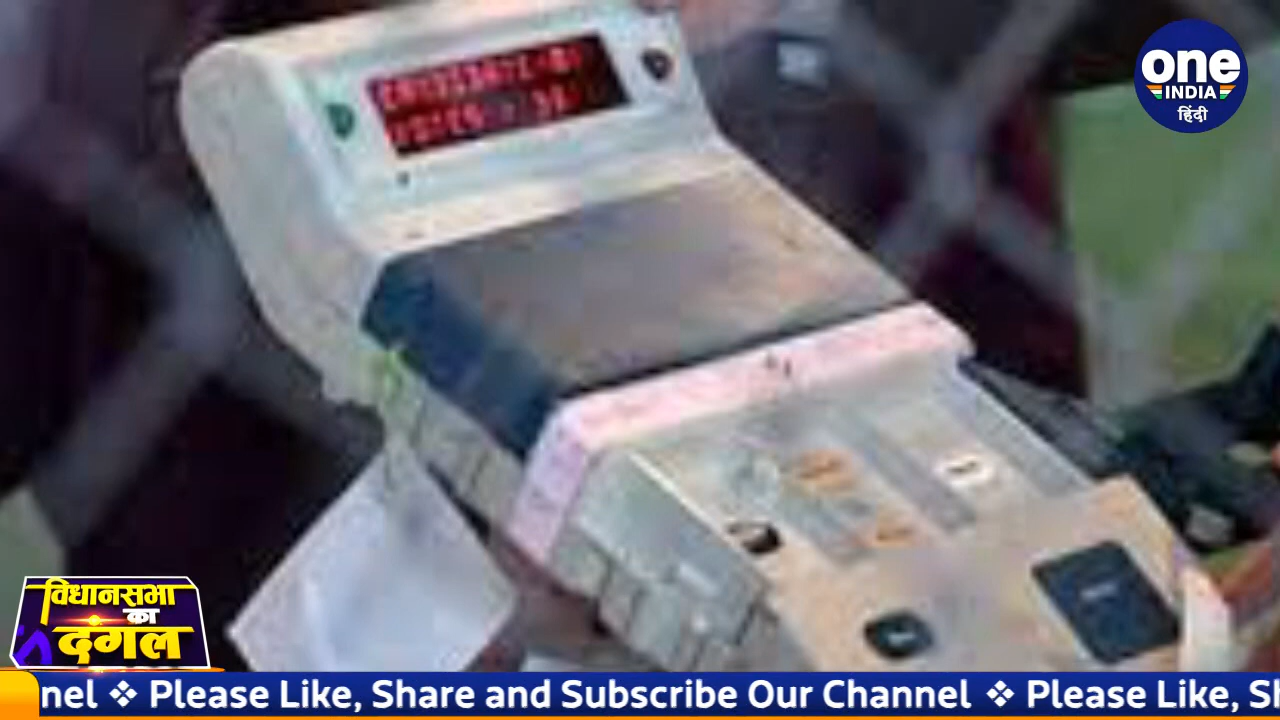 one
INDIA
हिंदी
विधानसभा
का
दंगल
nel ❖ Please Like, Share and Subscribe Our Channel ❖ Please Like, Sh